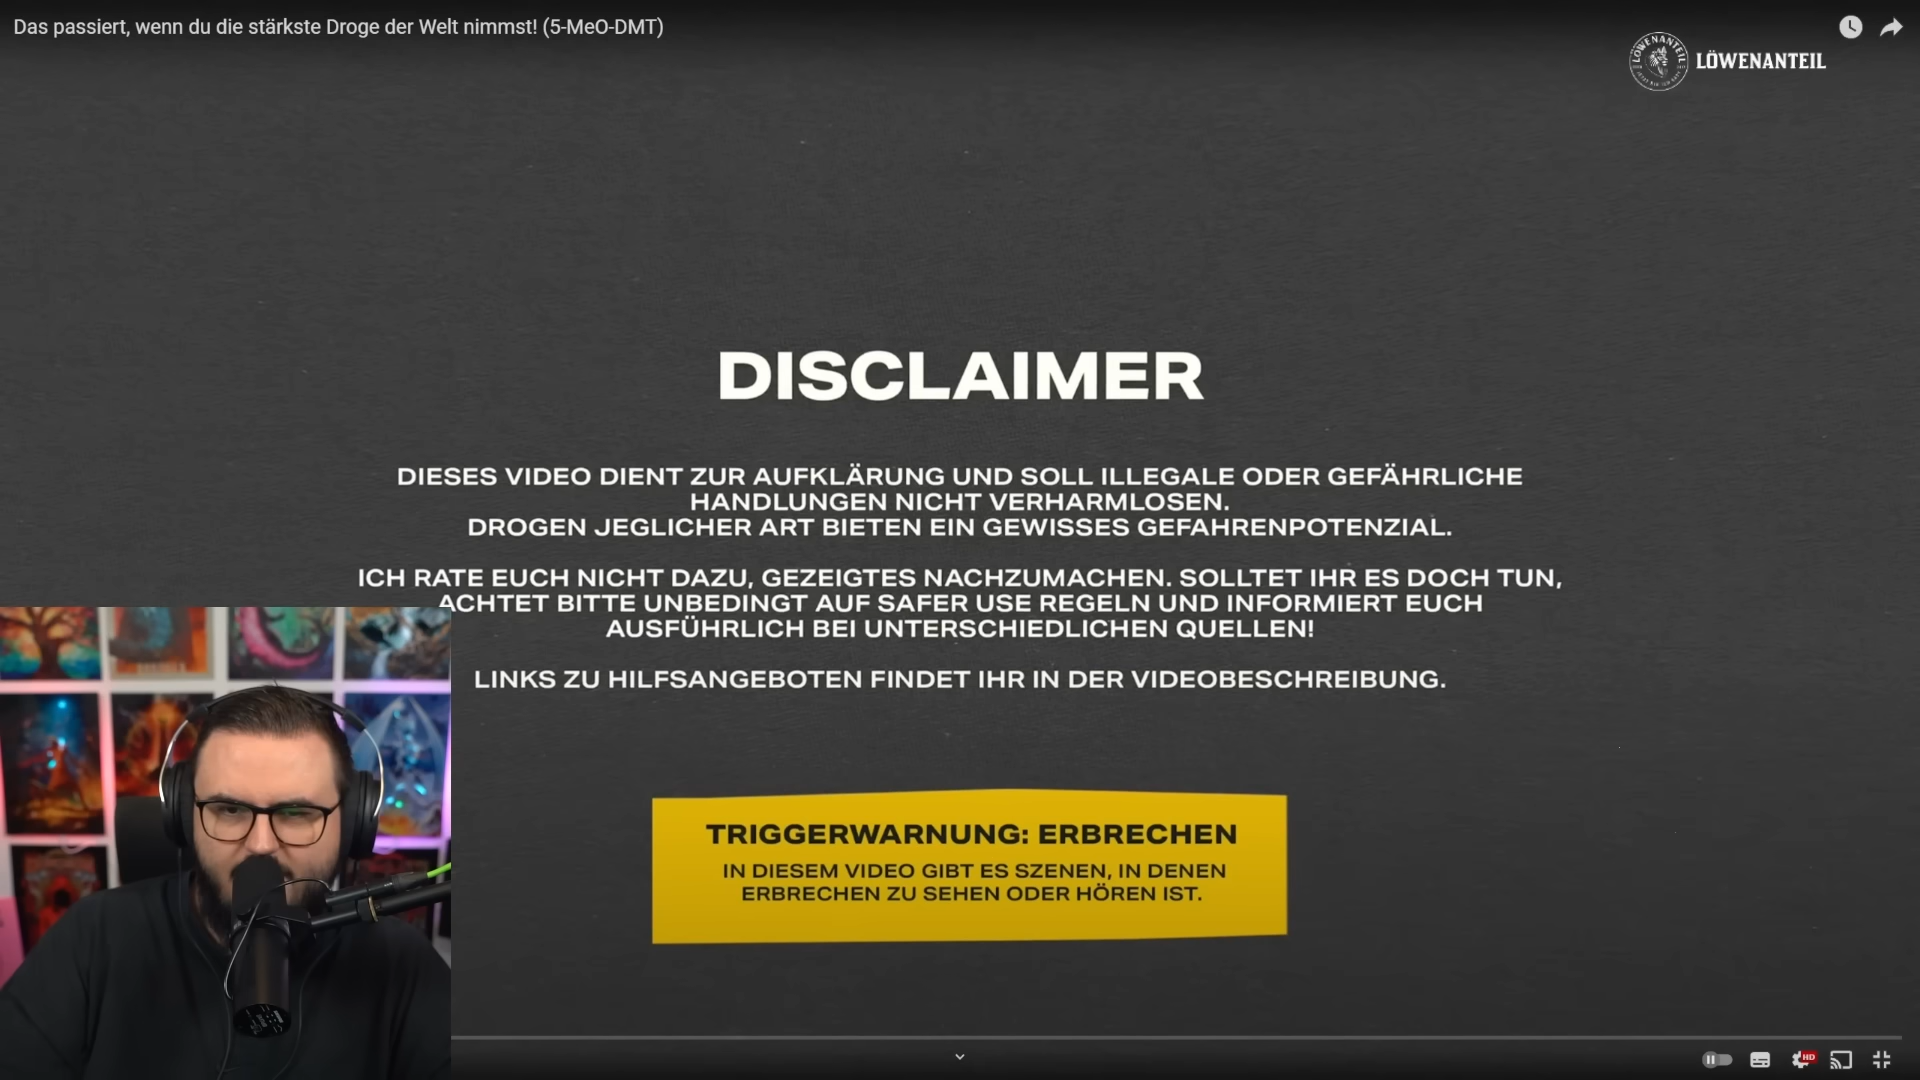 Das passiert, wenn du die stärkste Droge der Welt nimmst! (5-MeO-DMT)
LÖWENANTEIL
LÖWENANTEIL
DISCLAIMER
DIESES VIDEO DIENT ZUR AUFKLÄRUNG UND SOLL ILLEGALE ODER GEFÄHRLICHE
HANDLUNGEN NICHT VERHARMLOSEN.
DROGEN JEGLICHER ART BIETEN EIN GEWISSES GEFAHRENPOTENZIAL.
ICH RATE EUCH NICHT DAZU, GEZEIGTES NACHZUMACHEN. SOLLTET IHR ES DOCH TUN,
ACHTET BITTE UNBEDINGT AUF SAFER USE REGELN UND INFORMIERT EUCH
AUSFÜHRLICH BEI UNTERSCHIEDLICHEN QUELLEN!
LINKS ZU HILFSANGEBOTEN FINDET IHR IN DER VIDEOBESCHREIBUNG.
TRIGGERWARNUNG: ERBRECHEN
IN DIESEM VIDEO GIBT ES SZENEN, IN DENEN
ERBRECHEN ZU SEHEN ODER HÖREN IST.
HD